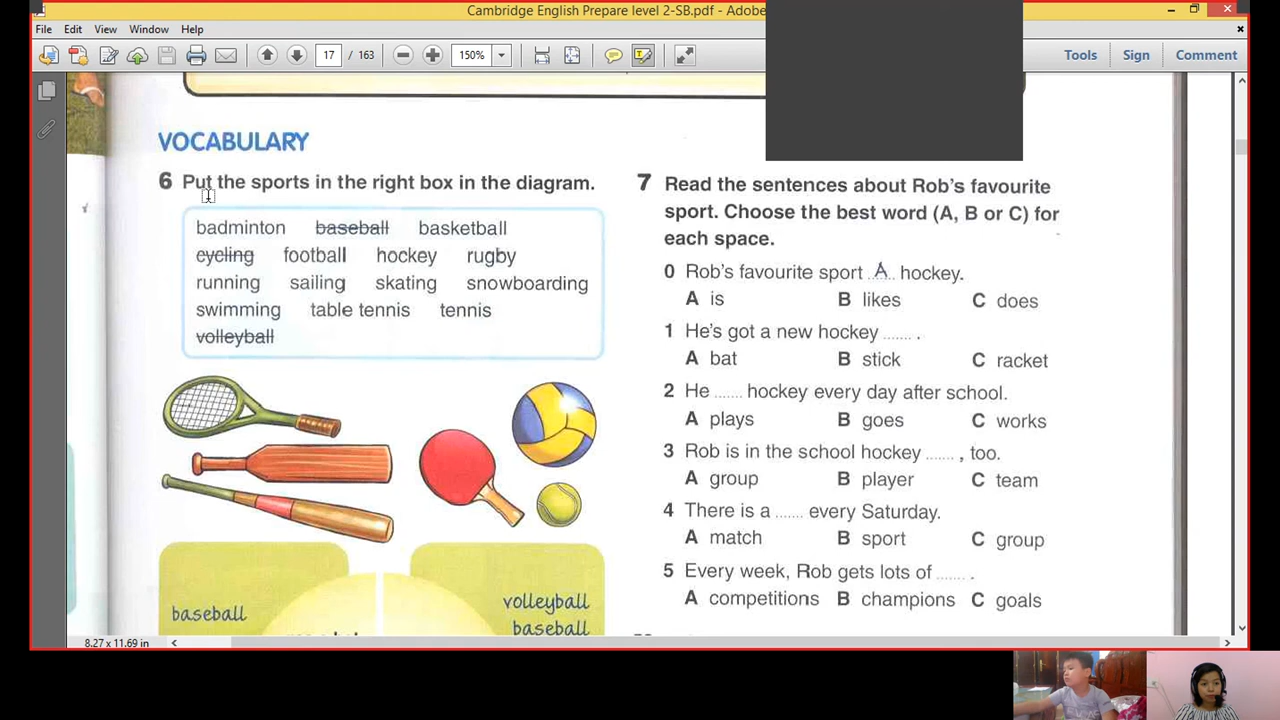 Cambridge English Prepare level 2-SB.pdf - Adobe
File Edit View Window Help
17 / 163 150% Tools Sign Comment
VOCABULARY
6 Put the sports in the right box in the diagram.
badminton baseball basketball
cycling football hockey rugby
running sailing skating snowboarding
swimming table tennis tennis
volleyball
baseball
volleyball
baseball
7 Read the sentences about Rob's favourite
sport. Choose the best word (A, B or C) for
each space.
0 Rob's favourite sport ..A.. hockey.
A is B likes C does
1 He's got a new hockey ....... .
A bat B stick C racket
2 He ....... hockey every day after school.
A plays B goes C works
3 Rob is in the school hockey ....... , too.
A group B player C team
4 There is a ....... every Saturday.
A match B sport C group
5 Every week, Rob gets lots of ....... .
A competitions B champions C goals
8.27 x 11.69 in